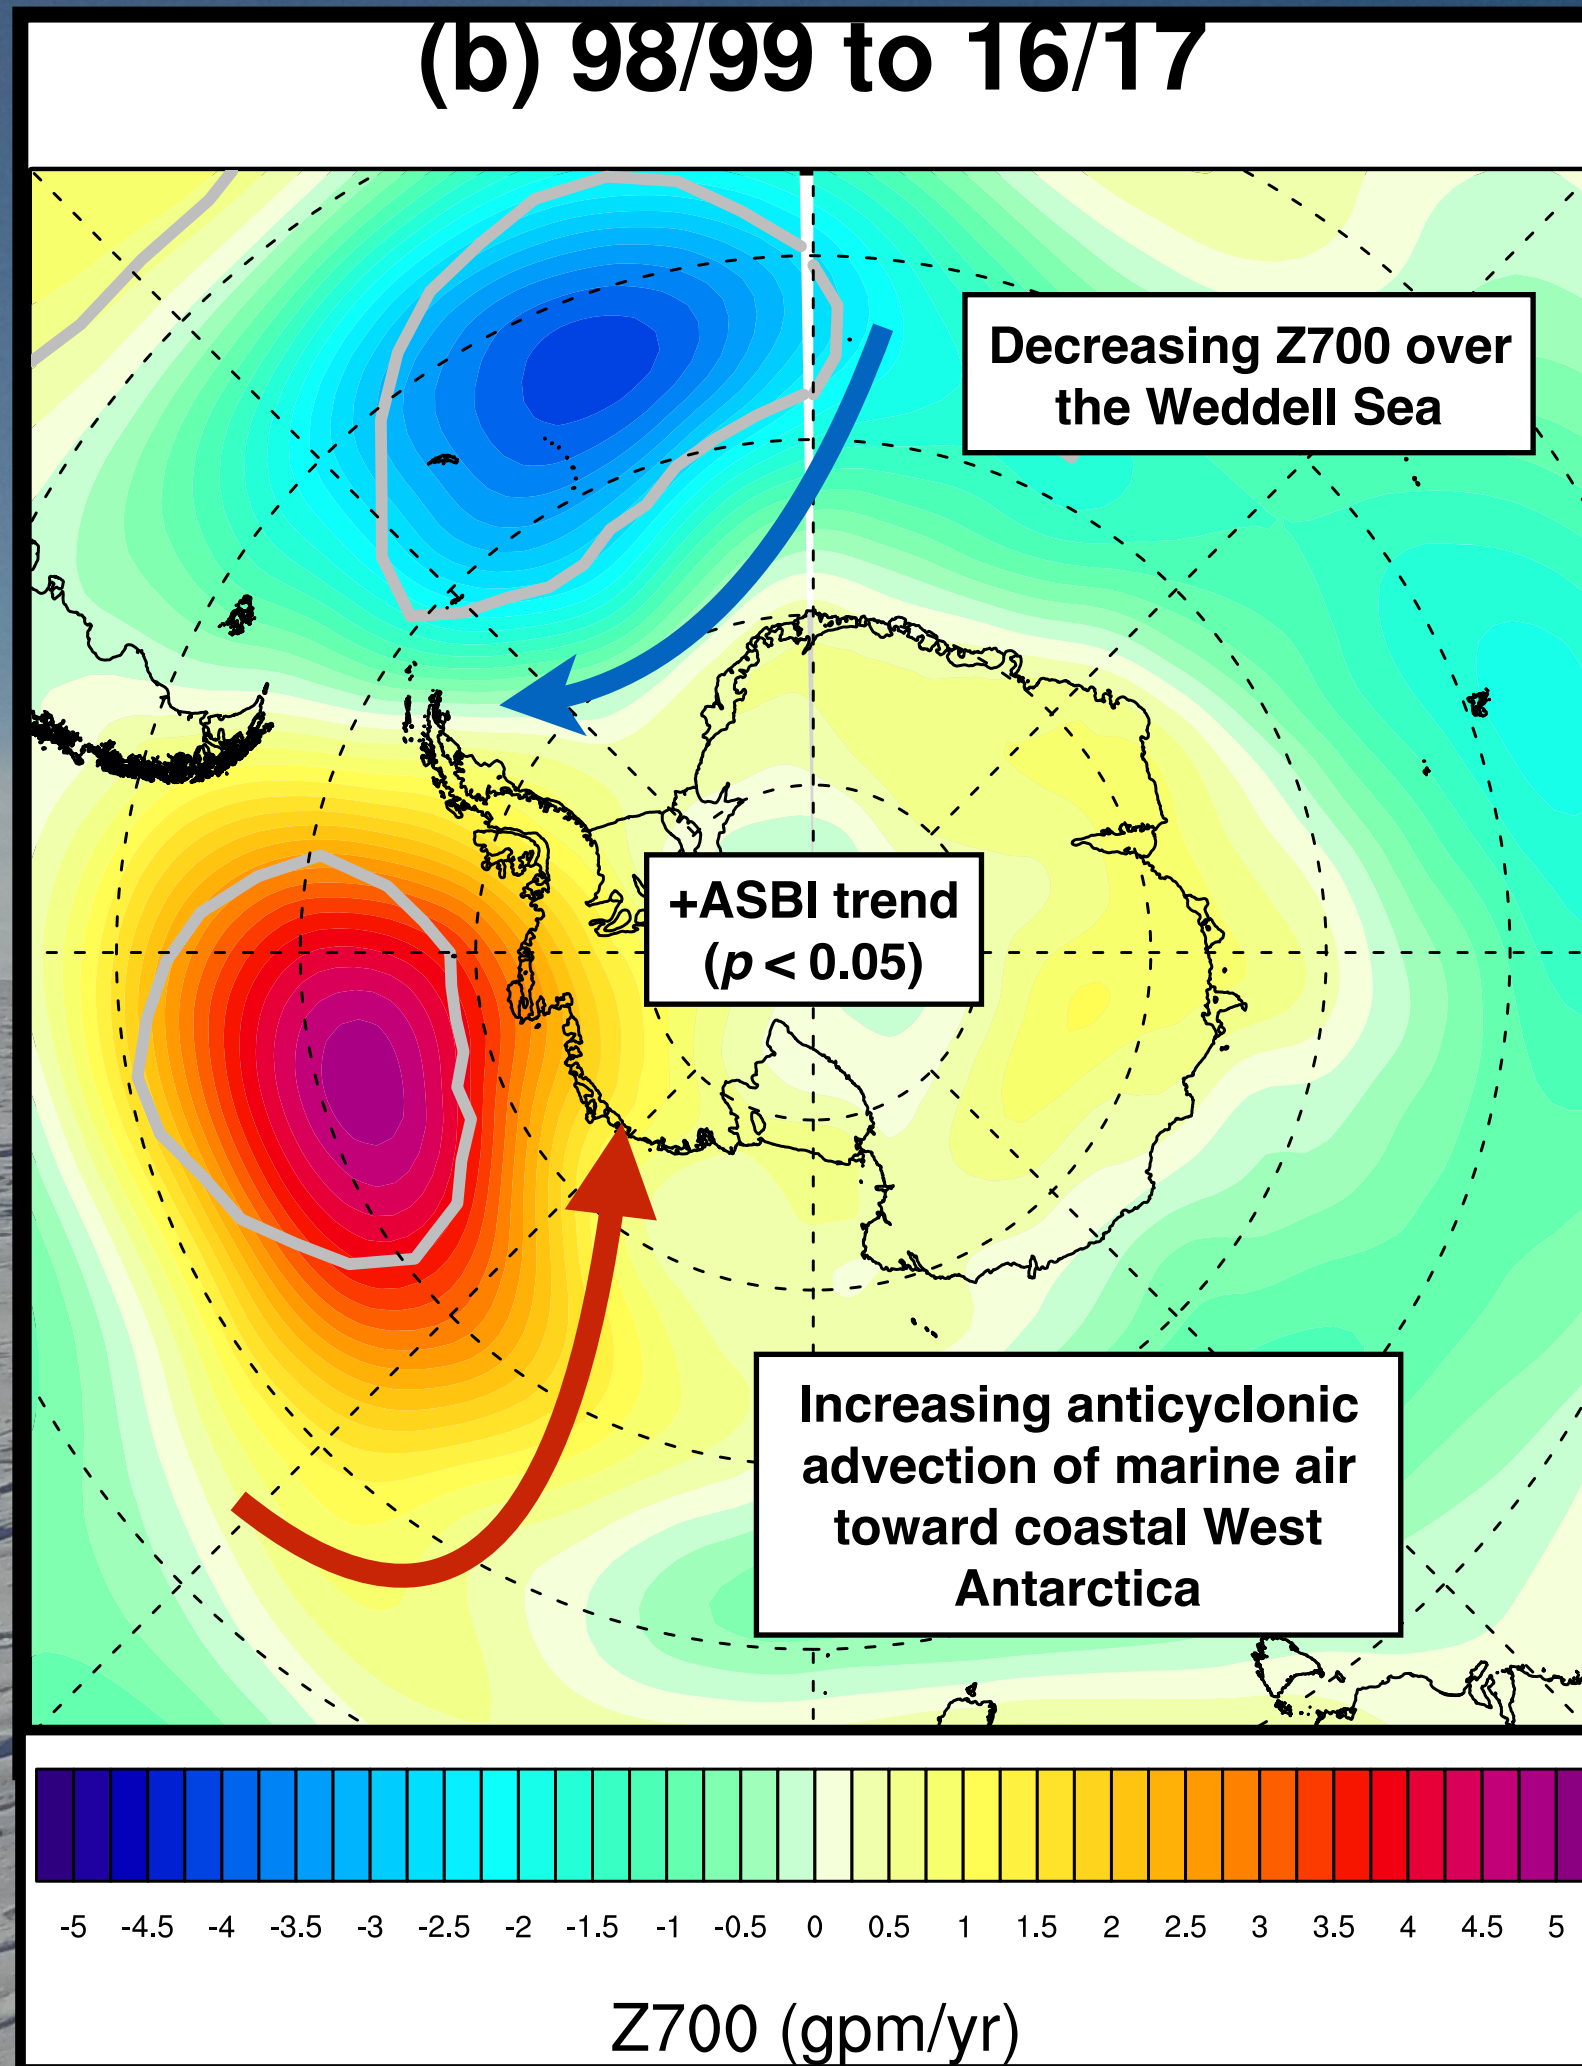 (b) 98/99 to 16/17
Decreasing Z700 over
the Weddell Sea
+ASBI trend
(p < 0.05)
Increasing anticyclonic
advection of marine air
toward coastal West
Antarctica
-5 -4.5 -4 -3.5 -3 -2.5 -2 -1.5 -1 -0.5 0 0.5 1 1.5 2 2.5 3 3.5 4 4.5 5
Z700 (gpm/yr)